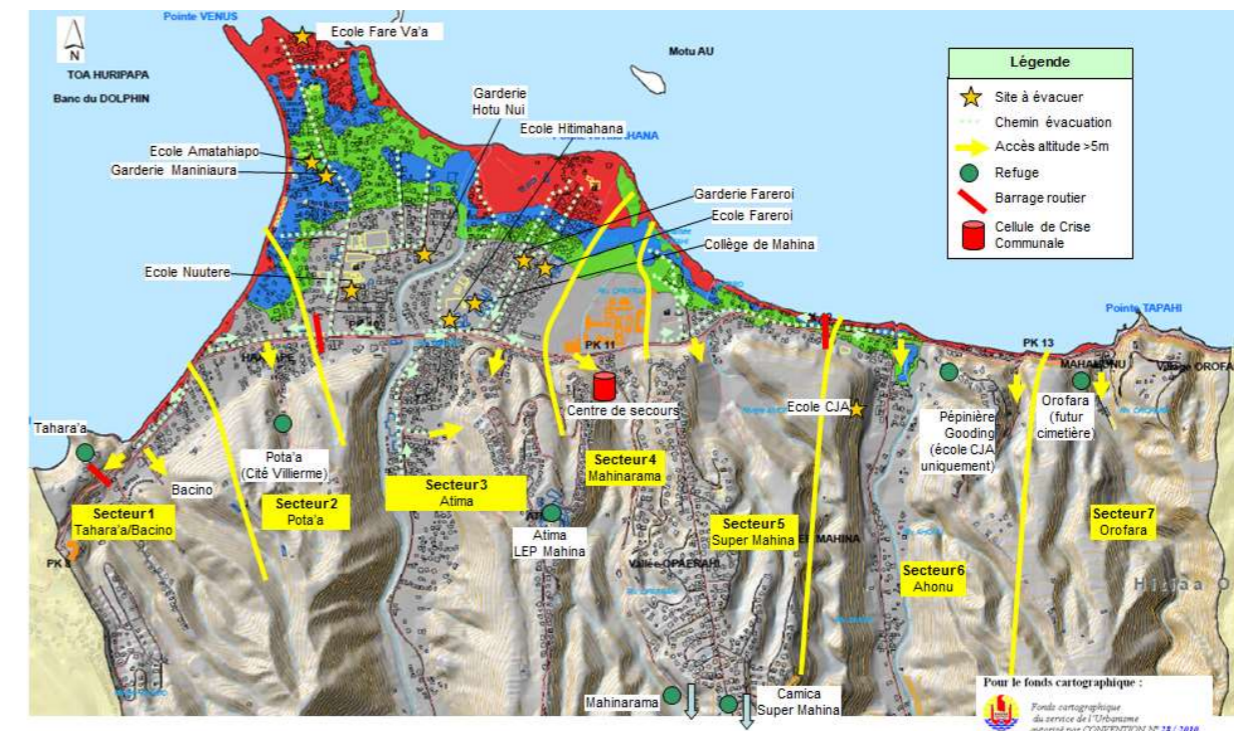 Pointe VENUS
Ecole Fare Va'a
N
TOA HURIPAPA
Banc du DOLPHIN
Motu AU
Légende
Site à évacuer
Chemin évacuation
Accès altitude >5m
Refuge
Barrage routier
Cellule de Crise
Communale
Garderie
Hotu Nui
Ecole Hitimahana
Ecole Amatahiapo
Garderie Maniniaura
Garderie Fareroi
Ecole Fareroi
Collège de Mahina
Ecole Nuutere
Pointe TAPAHI
PK 11
PK 13
Centre de secours
Ecole CJA
Tahara'a
Bacino
Pota'a
(Cité Villierme)
Pépinière
Gooding
(école CJA
uniquement)
Orofara
(futur
cimetière)
Secteur1
Tahara'a/Bacino
Secteur2
Pota'a
Secteur3
Atima
Secteur4
Mahinarama
Secteur5
Super Mahina
Secteur6
Ahonu
Secteur7
Orofara
Atima
LEP Mahina
Vallée OPAERAHI
Mahinarama
Camica
Super Mahina
Pour le fonds cartographique :
Fonds cartographique
du service de l'Urbanisme
autorisé par CONVENTION N° 28 / 2010